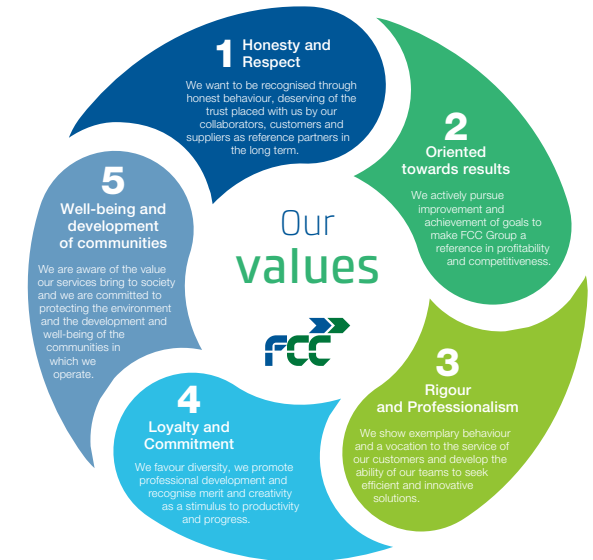 1
Honesty and
Respect
We want to be recognised through
honest behaviour, deserving of the
trust placed with us by our
collaborators, customers and
suppliers as reference partners in
the long term.
2
Oriented
towards results
We actively pursue
improvement and
achievement of goals to
make FCC Group a
reference in profitability
and competitiveness.
3
Rigour
and Professionalism
We show exemplary behaviour
and a vocation to the service of
our customers and develop the
ability of our teams to seek
efficient and innovative
solutions.
4
Loyalty and
Commitment
We favour diversity, we promote
professional development and
recognise merit and creativity
as a stimulus to productivity
and progress.
5
Well-being and
development
of communities
We are aware of the value
our services bring to society
and we are committed to
protecting the environment
and the development and
well-being of the
communities in
which we
operate.
Our
values
FCC